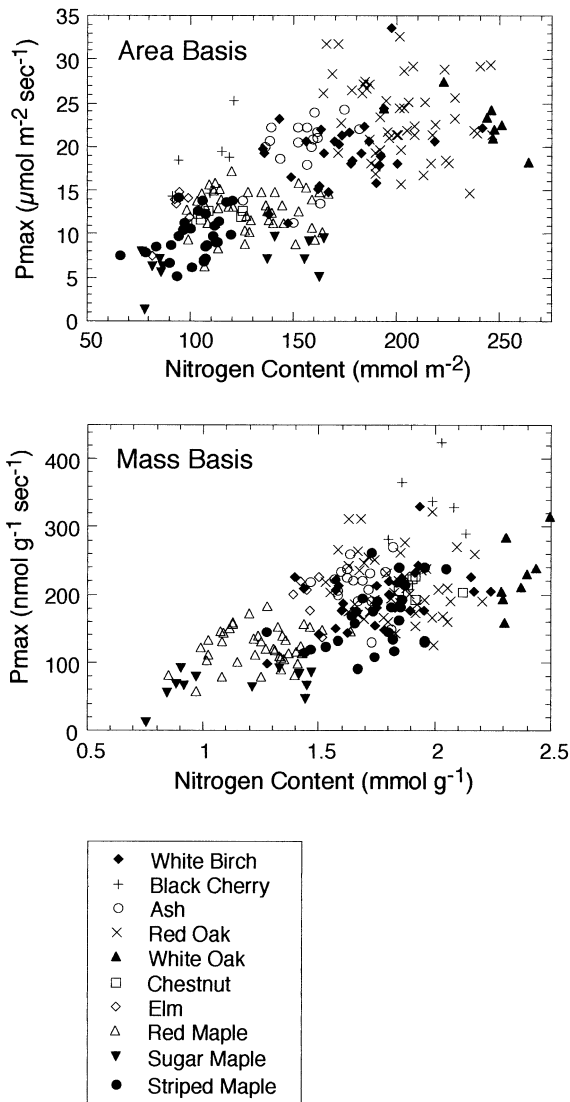 Area Basis
Pmax (µmol m-2 sec-1)
35
30
25
20
15
10
5
0
50
100
150
200
250
Nitrogen Content (mmol m-2)
Mass Basis
Pmax (nmol g-1 sec-1)
400
300
200
100
0
0.5
1
1.5
2
2.5
Nitrogen Content (mmol g-1)
White Birch
Black Cherry
Ash
Red Oak
White Oak
Chestnut
Elm
Red Maple
Sugar Maple
Striped Maple